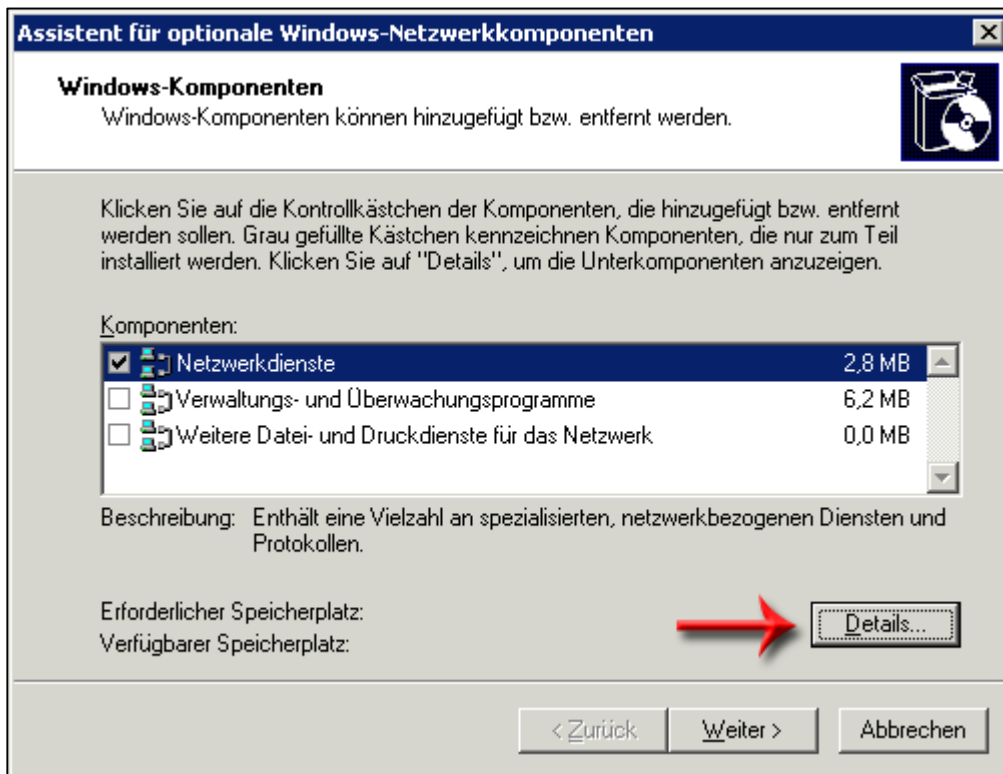 Assistent für optionale Windows-Netzwerkkomponenten
Windows-Komponenten
Windows-Komponenten können hinzugefügt bzw. entfernt werden.
Klicken Sie auf die Kontrollkästchen der Komponenten, die hinzugefügt bzw. entfernt
werden sollen. Grau gefüllte Kästchen kennzeichnen Komponenten, die nur zum Teil
installiert werden. Klicken Sie auf "Details", um die Unterkomponenten anzuzeigen.
Komponenten:
Netzwerkdienste 2,8 MB
Verwaltungs- und Überwachungsprogramme 6,2 MB
Weitere Datei- und Druckdienste für das Netzwerk 0,0 MB
Beschreibung: Enthält eine Vielzahl an spezialisierten, netzwerkbezogenen Diensten und
Protokollen.
Erforderlicher Speicherplatz:
Verfügbarer Speicherplatz:
Details...
< Zurück Weiter > Abbrechen